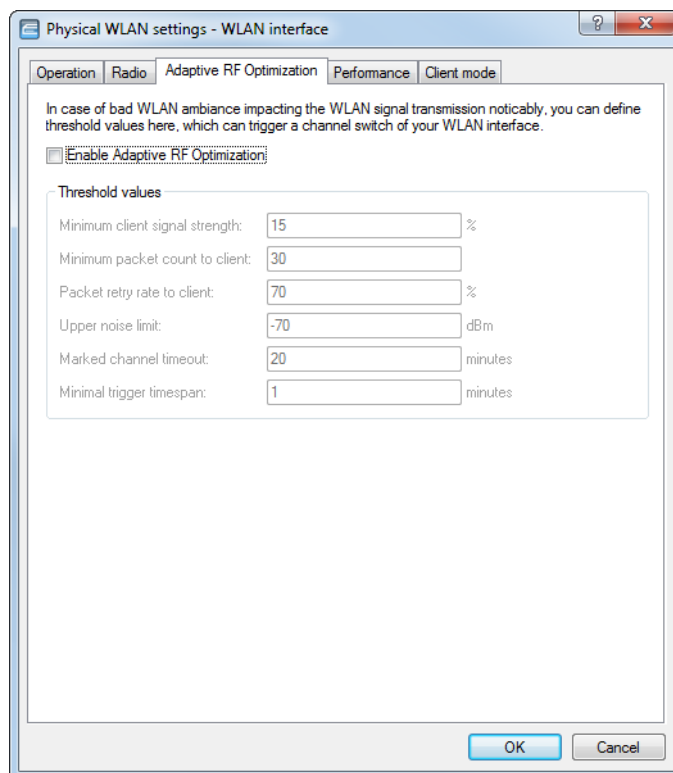 Physical WLAN settings - WLAN interface
Operation Radio Adaptive RF Optimization Performance Client mode
In case of bad WLAN ambiance impacting the WLAN signal transmission noticably, you can define
threshold values here, which can trigger a channel switch of your WLAN interface.
Enable Adaptive RF Optimization
Threshold values
Minimum client signal strength: 15 %
Minimum packet count to client: 30
Packet retry rate to client: 70 %
Upper noise limit: -70 dBm
Marked channel timeout: 20 minutes
Minimal trigger timespan: 1 minutes
OK Cancel